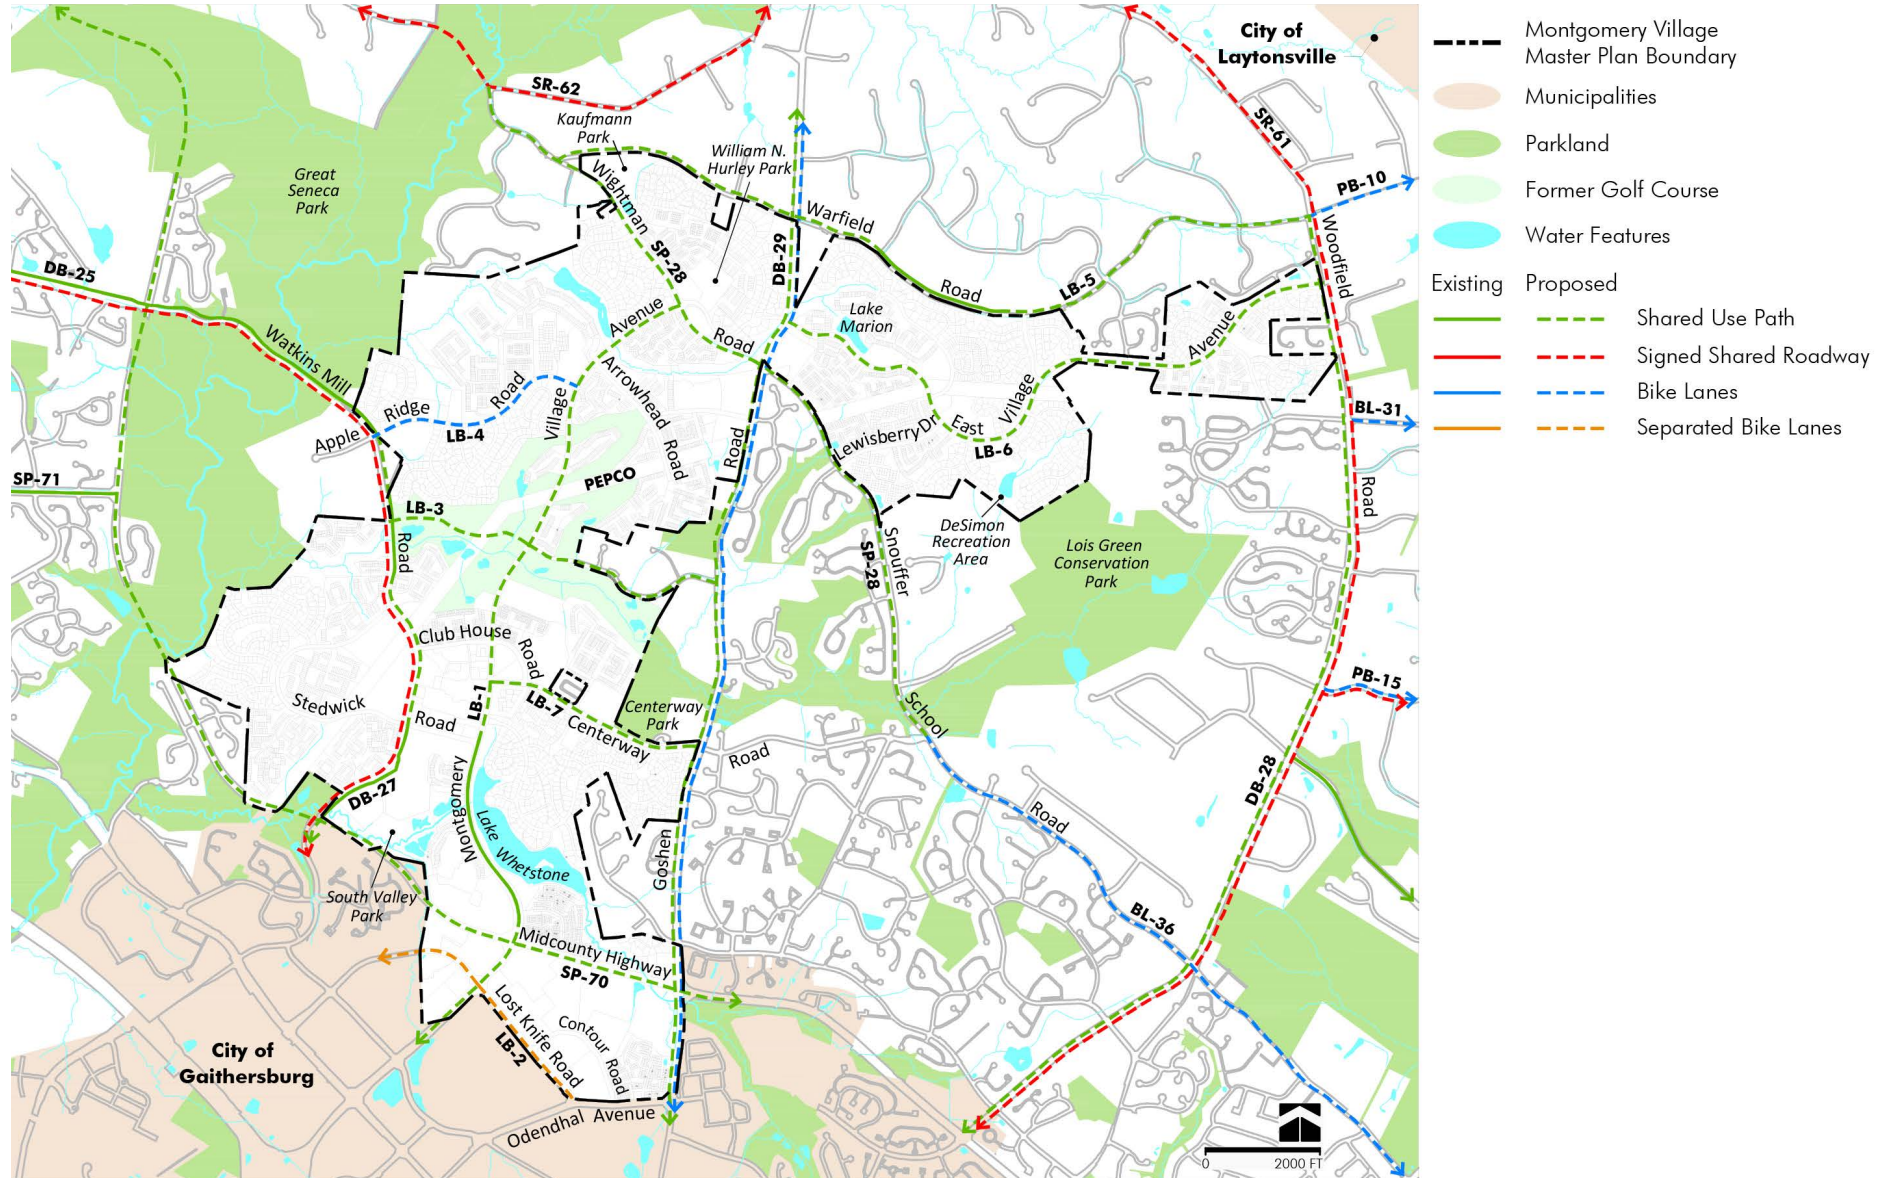 City of
Laytonsville
SR-62
Kaufmann
Park
William N.
Hurley Park
SR-61
PB-10
Great
Seneca
Park
Wightman
SP-28
Warfield
DB-29
Woodfield
DB-25
Road
LB-5
Lake
Marion
Avenue
Road
Avenue
Watkins Mill
Arrowhead
Road
Ridge
Road
Apple
LB-4
Village
Road
Lewisberry Dr
East
Village
LB-6
BL-31
SP-71
PEPCO
LB-3
Road
Road
DeSimon
Recreation
Area
Snouffer
SP-28
Lois Green
Conservation
Park
Club House
Road
Stedwick
Road
LB-1
LB-7
Centerway
Centerway
Park
School
Road
PB-15
DB-27
DB-28
Montgomery
Lake
Whetstone
Goshen
Road
South Valley
Park
BL-36
Midcounty Highway
SP-70
Lost Knife Road
LB-2
Contour
Road
City of
Gaithersburg
Odendhal Avenue
0 2000 FT
Montgomery Village
Master Plan Boundary
Municipalities
Parkland
Former Golf Course
Water Features
Existing Proposed
Shared Use Path
Signed Shared Roadway
Bike Lanes
Separated Bike Lanes